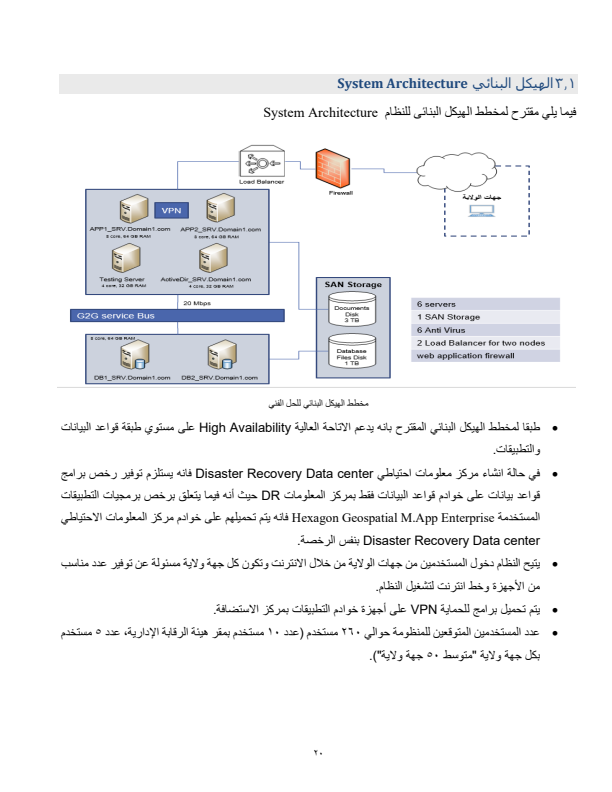 ٣,١الهيكل البنائي System Architecture
فيما يلي مقترح لمخطط الهيكل البنائى للنظام System Architecture
Load Balancer
Firewall
جهات الولاية
VPN
APP1_SRV.Domain1.com
8 core, 64 GB RAM
APP2_SRV.Domain1.com
8 core, 64 GB RAM
Testing Server
4 core, 32 GB RAM
ActiveDir_SRV.Domain1.com
4 core, 32 GB RAM
20 Mbps
G2G service Bus
8 core, 64 GB RAM
DB1_SRV.Domain1.com
DB2_SRV.Domain1.com
SAN Storage
Documents
Disk
3 TB
Database
Files Disk
1 TB
6 servers
1 SAN Storage
6 Anti Virus
2 Load Balancer for two nodes
web application firewall
مخطط الهيكل البنائي للحل الفني
• طبقا لمخطط الهيكل البنائي المقترح بانه يدعم الاتاحة العالية High Availability على مستوي طبقة قواعد البيانات
والتطبيقات.
• في حالة انشاء مركز معلومات احتياطي Disaster Recovery Data center فانه يستلزم توفير رخص برامج
قواعد بيانات على خوادم قواعد البيانات فقط بمركز المعلومات DR حيث أنه فيما يتعلق برخص برمجيات التطبيقات
المستخدمة Hexagon Geospatial M.App Enterprise فانه يتم تحميلهم على خوادم مركز المعلومات الاحتياطي
Disaster Recovery Data center بنفس الرخصة.
• يتيح النظام دخول المستخدمين من جهات الولاية من خلال الانترنت وتكون كل جهة ولاية مسئولة عن توفير عدد مناسب
من الأجهزة وخط انترنت لتشغيل النظام.
• يتم تحميل برامج للحماية VPN على أجهزة خوادم التطبيقات بمركز الاستضافة.
• عدد المستخدمين المتوقعين للمنظومة حوالي ٢٦٠ مستخدم (عدد ١٠ مستخدم بمقر هيئة الرقابة الإدارية، عدد ٥ مستخدم
بكل جهة ولاية "متوسط ٥٠ جهة ولاية").
٢٠